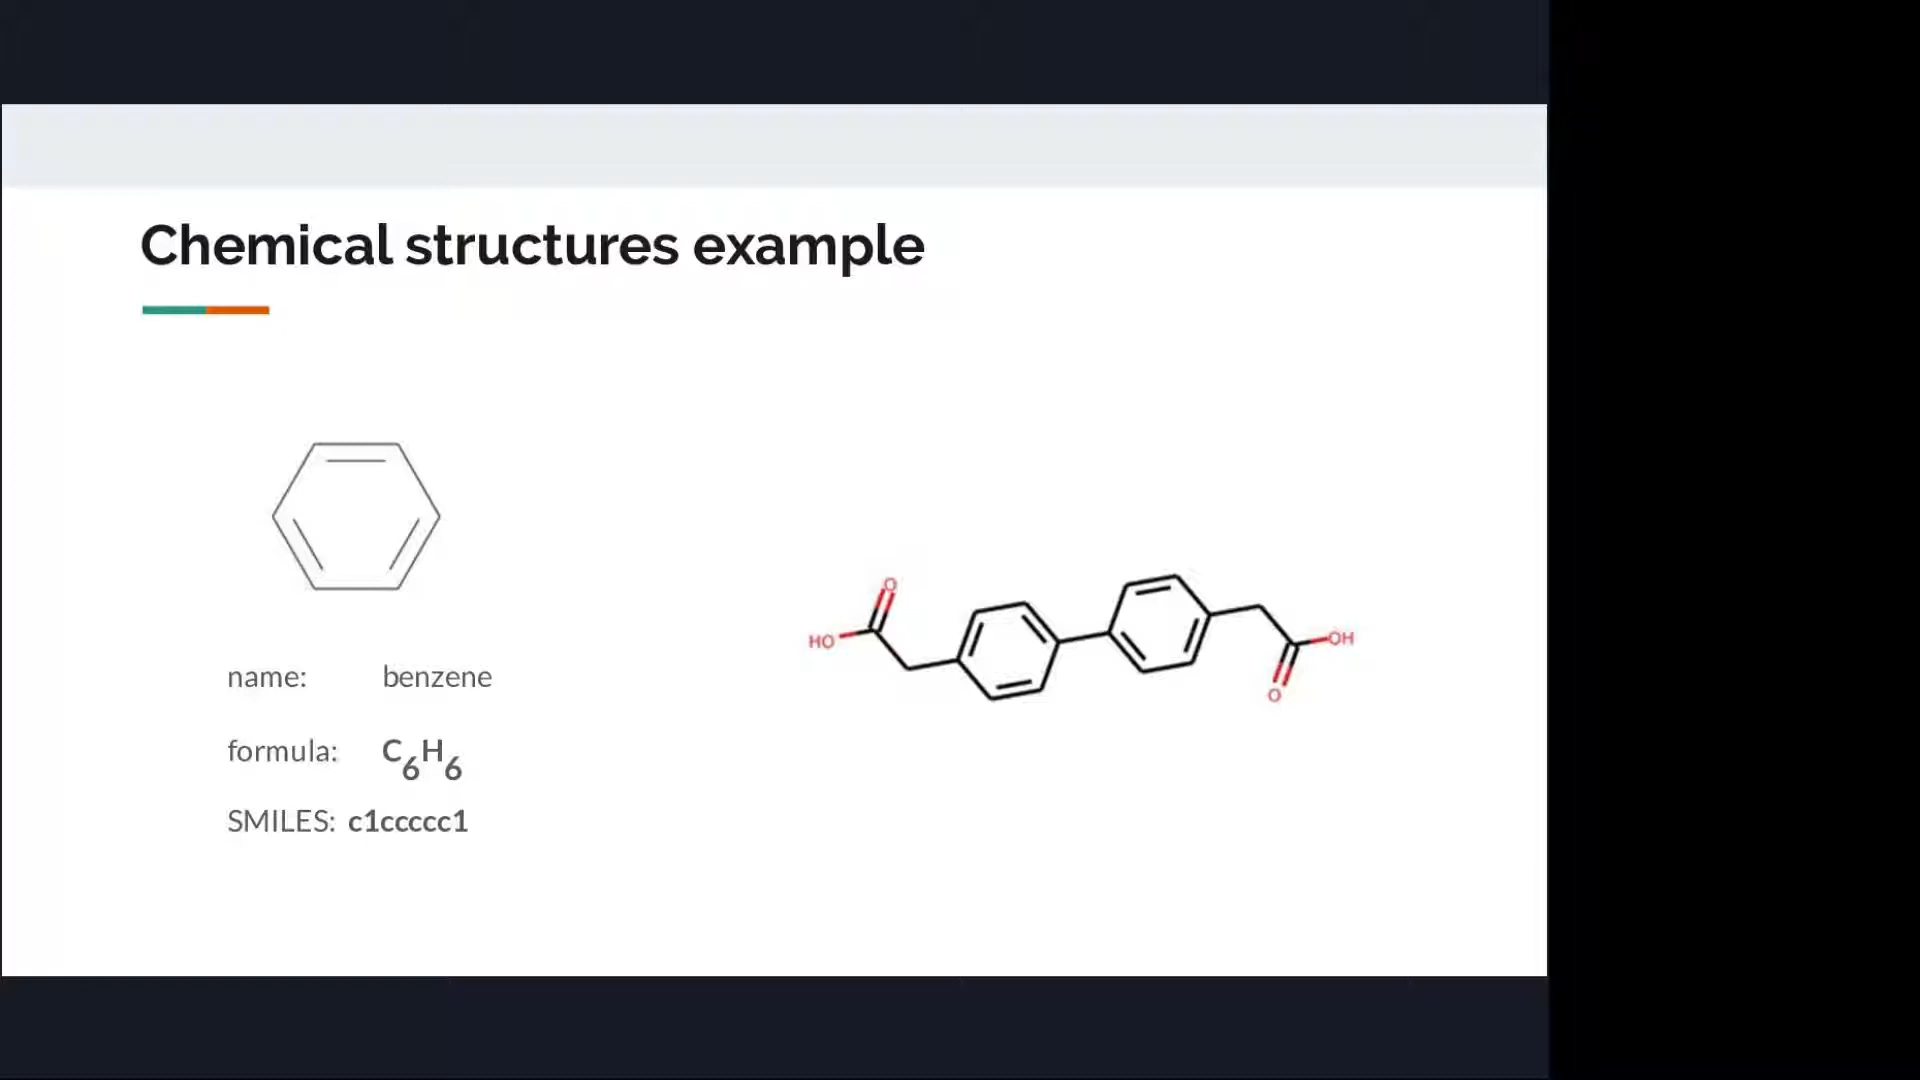 Chemical structures example
name: benzene
formula: C6H6
SMILES: c1ccccc1
O
HO
OH
O